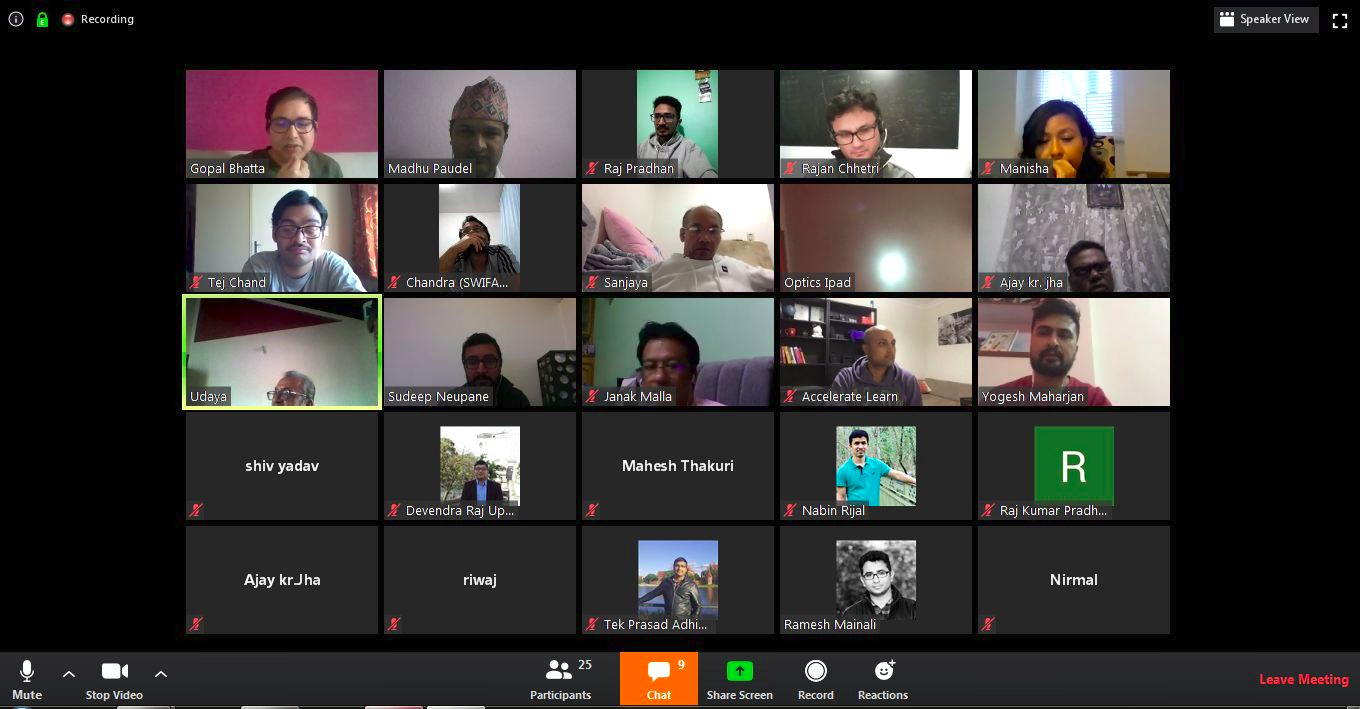 Recording
Speaker View
Gopal Bhatta
Madhu Paudel
Raj Pradhan
Rajan Chhetri
Manisha
Tej Chand
Chandra (SWIFA...
Sanjaya
Optics Ipad
Ajay kr. jha
Udaya
Sudeep Neupane
Janak Malla
Accelerate Learn
Yogesh Maharjan
shiv yadav
Devendra Raj Up...
Mahesh Thakuri
Nabin Rijal
R
Raj Kumar Pradh...
Ajay kr.Jha
riwaj
Tek Prasad Adhi...
Ramesh Mainali
Nirmal
Mute
Stop Video
25
Participants
9
Chat
Share Screen
Record
Reactions
Leave Meeting